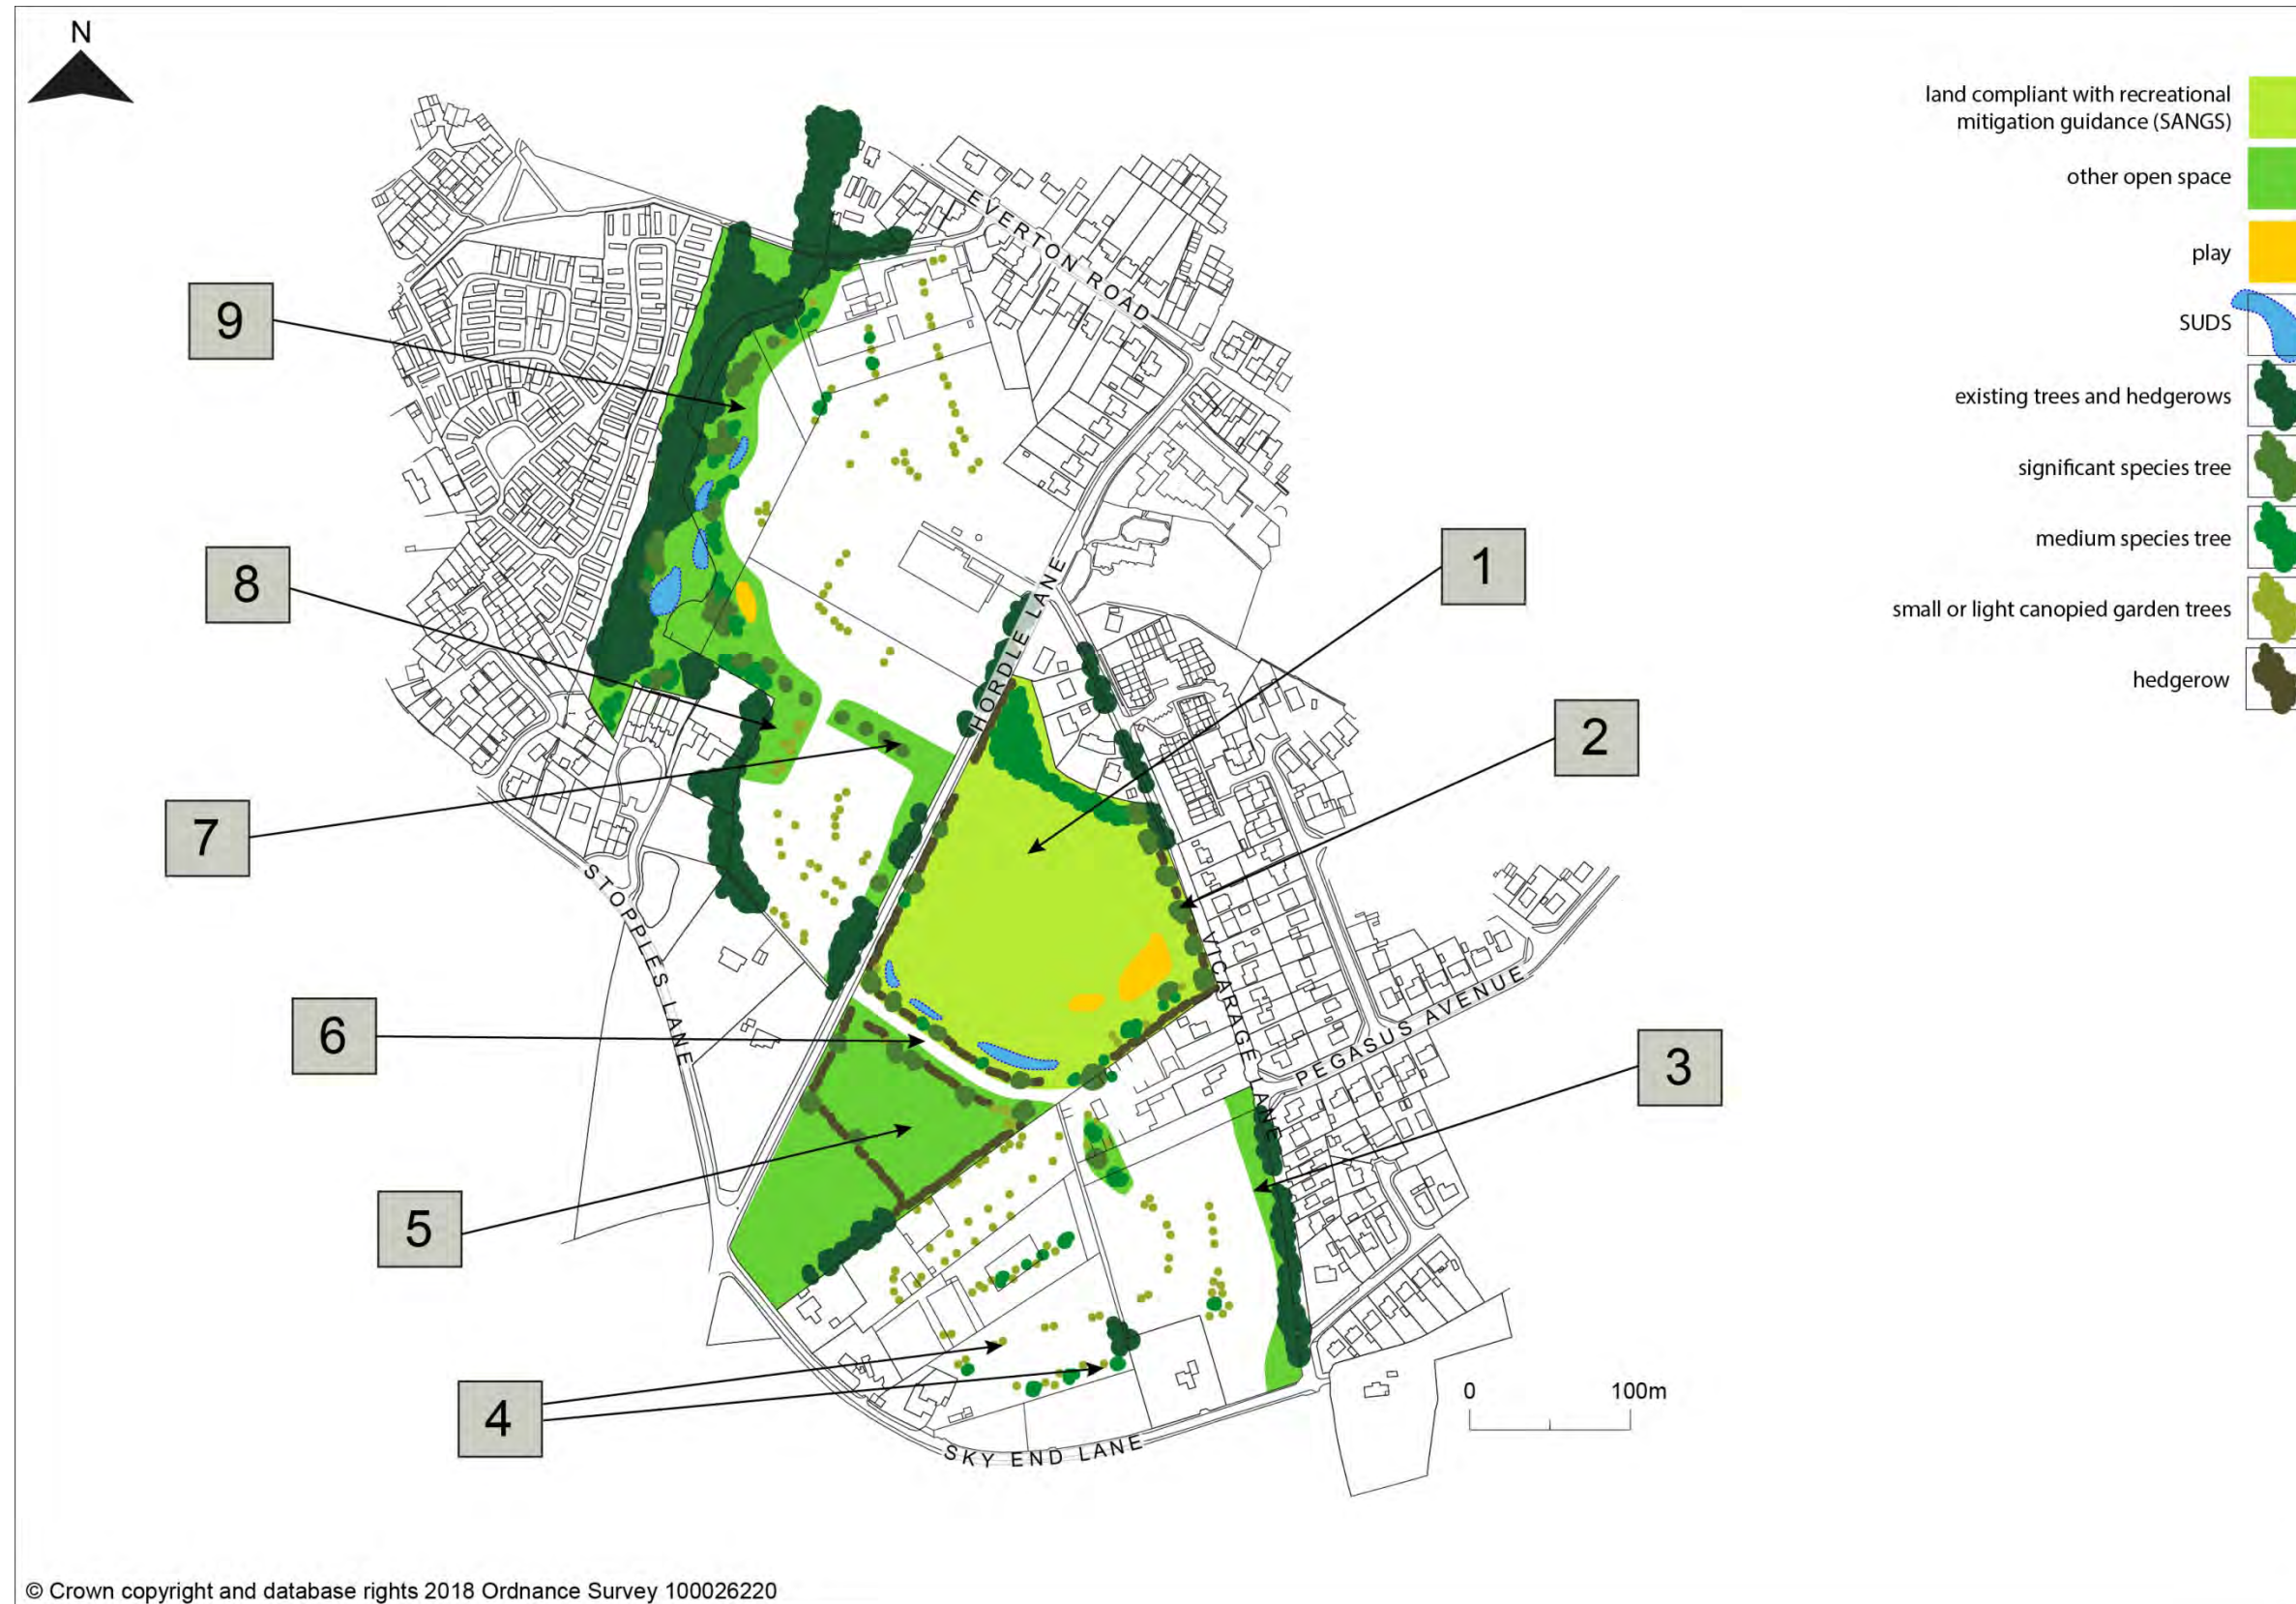 N
land compliant with recreational
mitigation guidance (SANGS)
other open space
play
SUDS
existing trees and hedgerows
significant species tree
medium species tree
small or light canopied garden trees
hedgerow
EVERTON ROAD
9
1
8
HORDLE LANE
2
7
STOPPLES LANE
VICARAGE LANE
PEGASUS AVENUE
6
3
5
4
0 100m
SKY END LANE
© Crown copyright and database rights 2018 Ordnance Survey 100026220